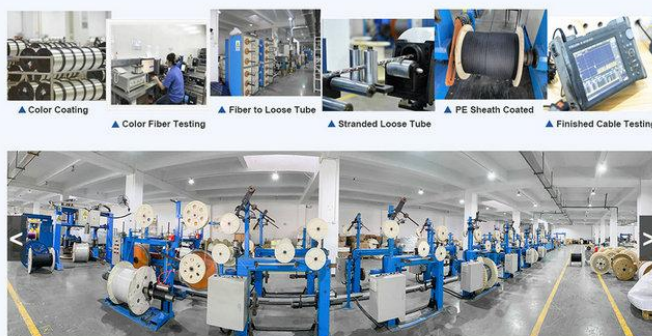 ▲ Color Coating
▲ Color Fiber Testing
▲ Fiber to Loose Tube
▲ Stranded Loose Tube
▲ PE Sheath Coated
▲ Finished Cable Testing